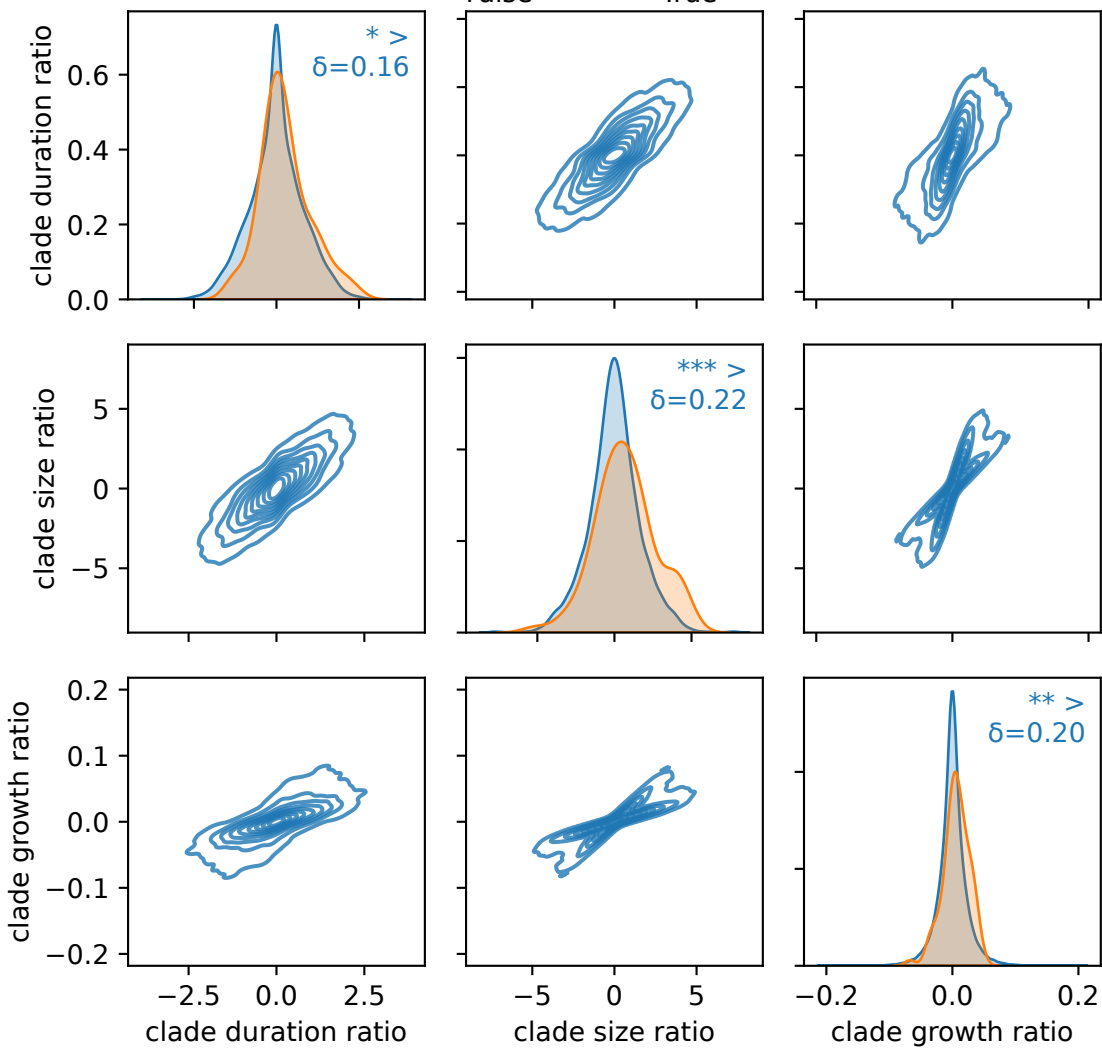 * >
δ=0.16
clade duration ratio
0.6
0.4
0.2
0.0
*** >
δ=0.22
clade size ratio
5
0
−5
** >
δ=0.20
clade growth ratio
0.2
0.1
0.0
−0.1
−0.2
−2.5 0.0 2.5
−5 0 5
−0.2 0.0 0.2
clade duration ratio
clade size ratio
clade growth ratio